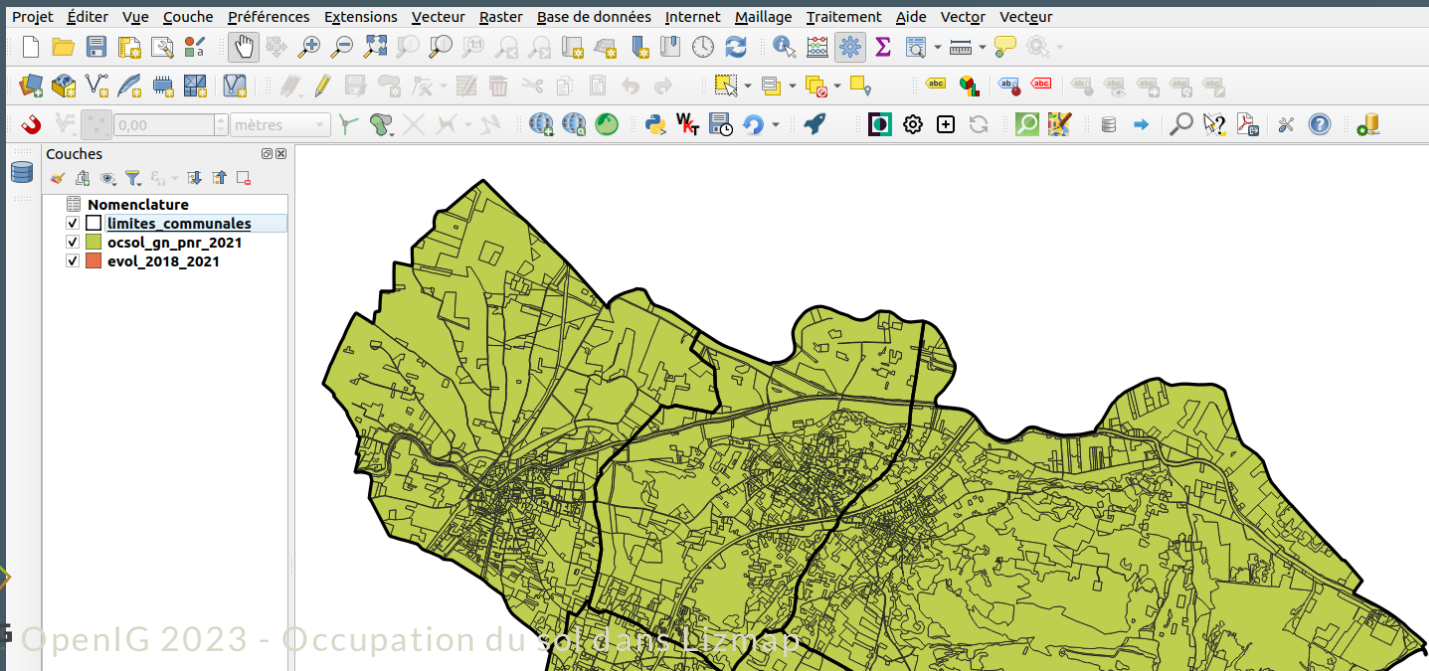 Projet Éditer Vue Couche Préférences Extensions Vecteur Raster Base de données Internet Maillage Traitement Aide Vector Vecteur
0,00 mètres
Couches
Nomenclature
limites_communales
ocsol_gn_pnr_2021
evol_2018_2021
OpenIG 2023 - Occupation du sol dans Lizmap